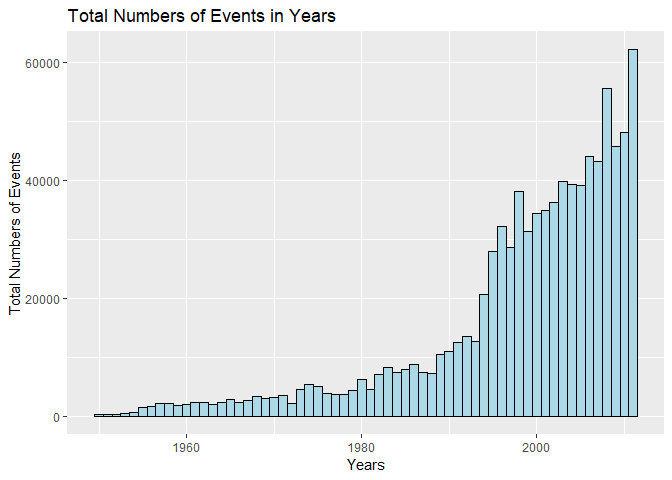 Total Numbers of Events in Years
Total Numbers of Events
60000
40000
20000
0
1960
1980
2000
Years